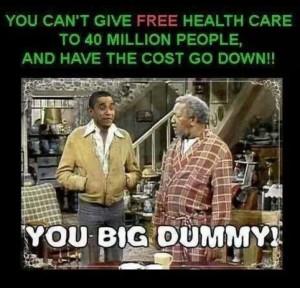 YOU CAN'T GIVE FREE HEALTH CARE
TO 40 MILLION PEOPLE,
AND HAVE THE COST GO DOWN!!
YOU BIG DUMMY!